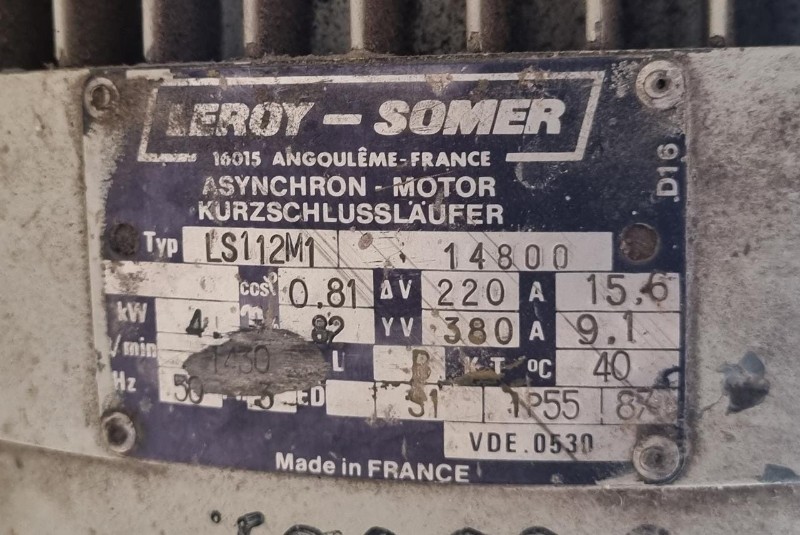 LEROY-SOMER
16015 ANGOULÊME-FRANCE
ASYNCHRON-MOTOR
KURZSCHLUSSLÄUFER
D16
Typ LS112M1 14800
cosφ 0.81 ΔV 220 A 15,6
kW 4. 82 YV 380 A 9.1
/min 1430 °C 40
Hz 50 3 ED S1 IP55
VDE.0530
Made in FRANCE